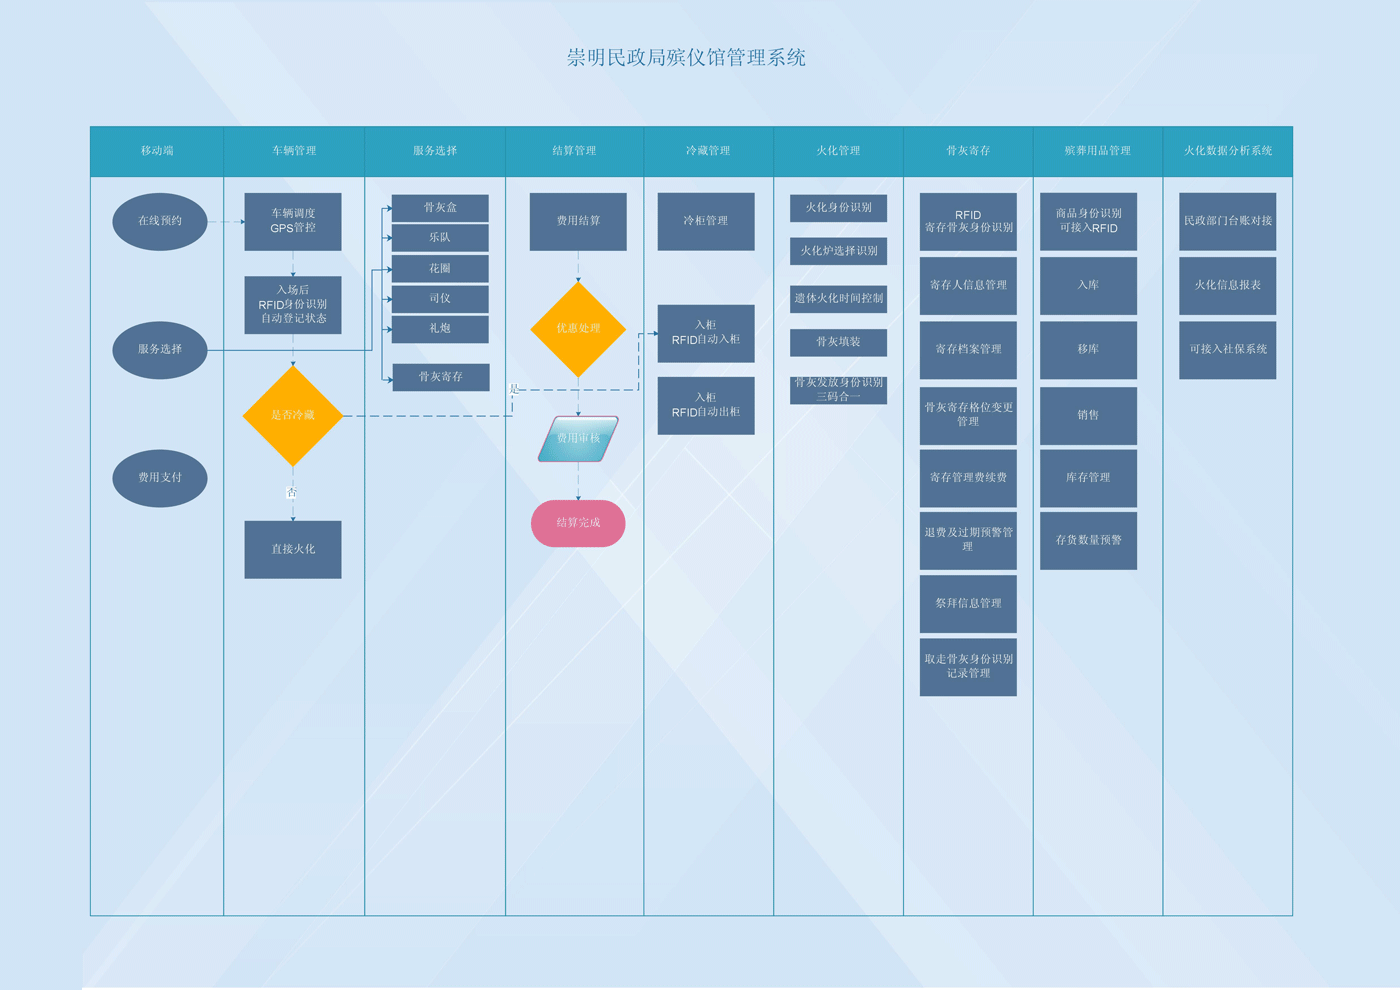 崇明民政局殡仪馆管理系统
移动端
车辆管理
服务选择
结算管理
冷藏管理
火化管理
骨灰寄存
殡葬用品管理
火化数据分析系统
在线预约
服务选择
费用支付
车辆调度
GPS管控
入场后
RFID身份识别
自动登记状态
是否冷藏
否
直接火化
骨灰盒
乐队
花圈
司仪
礼炮
骨灰寄存
是
费用结算
优惠处理
费用审核
结算完成
冷柜管理
入柜
RFID自动入柜
入柜
RFID自动出柜
火化身份识别
火化炉选择识别
遗体火化时间控制
骨灰填装
骨灰发放身份识别
三码合一
RFID
寄存骨灰身份识别
寄存人信息管理
寄存档案管理
骨灰寄存格位变更
管理
寄存管理费续费
退费及过期预警管
理
祭拜信息管理
取走骨灰身份识别
记录管理
商品身份识别
可接入RFID
入库
移库
销售
库存管理
存货数量预警
民政部门台账对接
火化信息报表
可接入社保系统